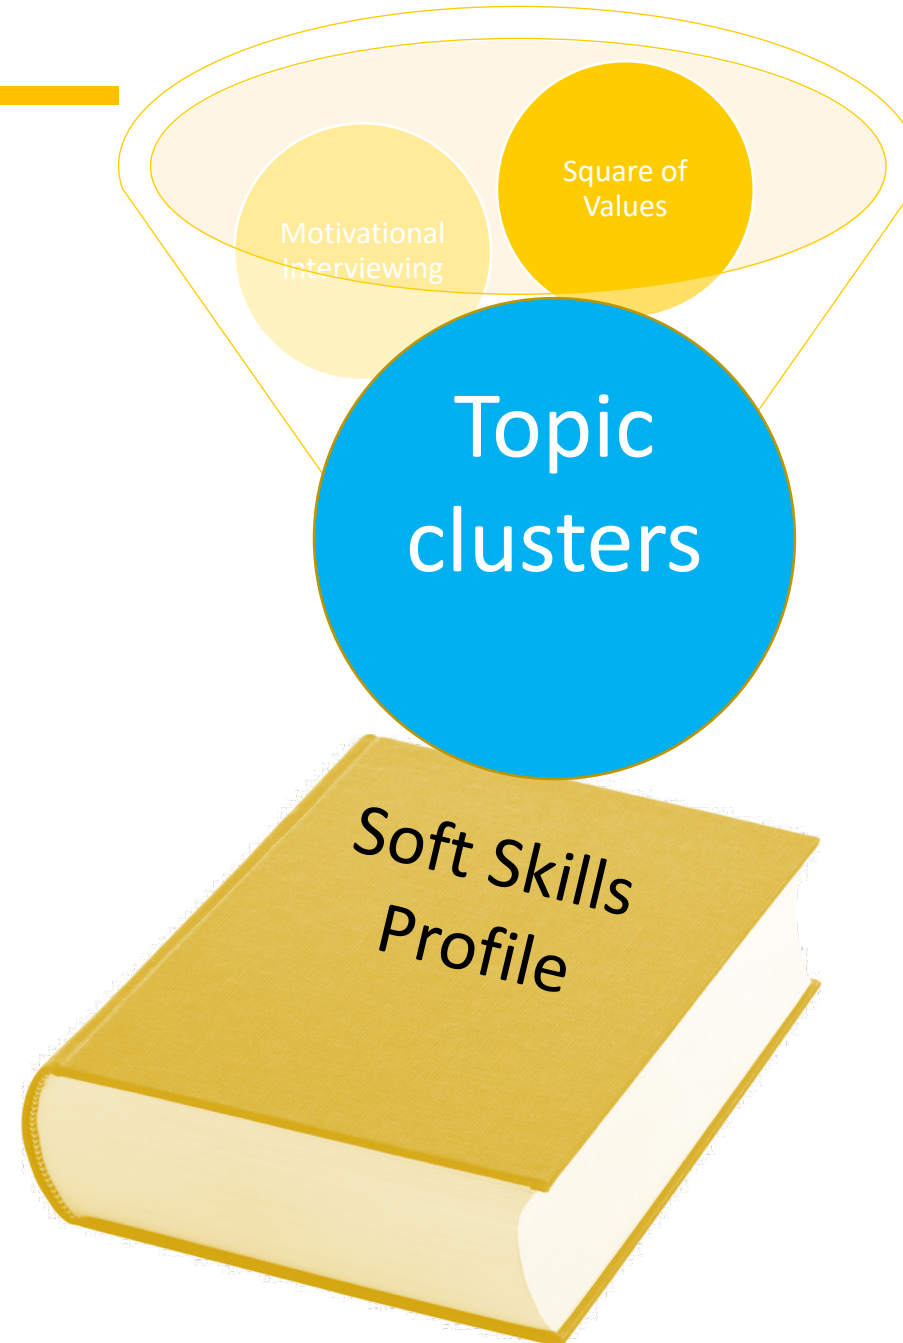 Square of
Values
Motivational
Interviewing
Topic
clusters
Soft Skills
Profile